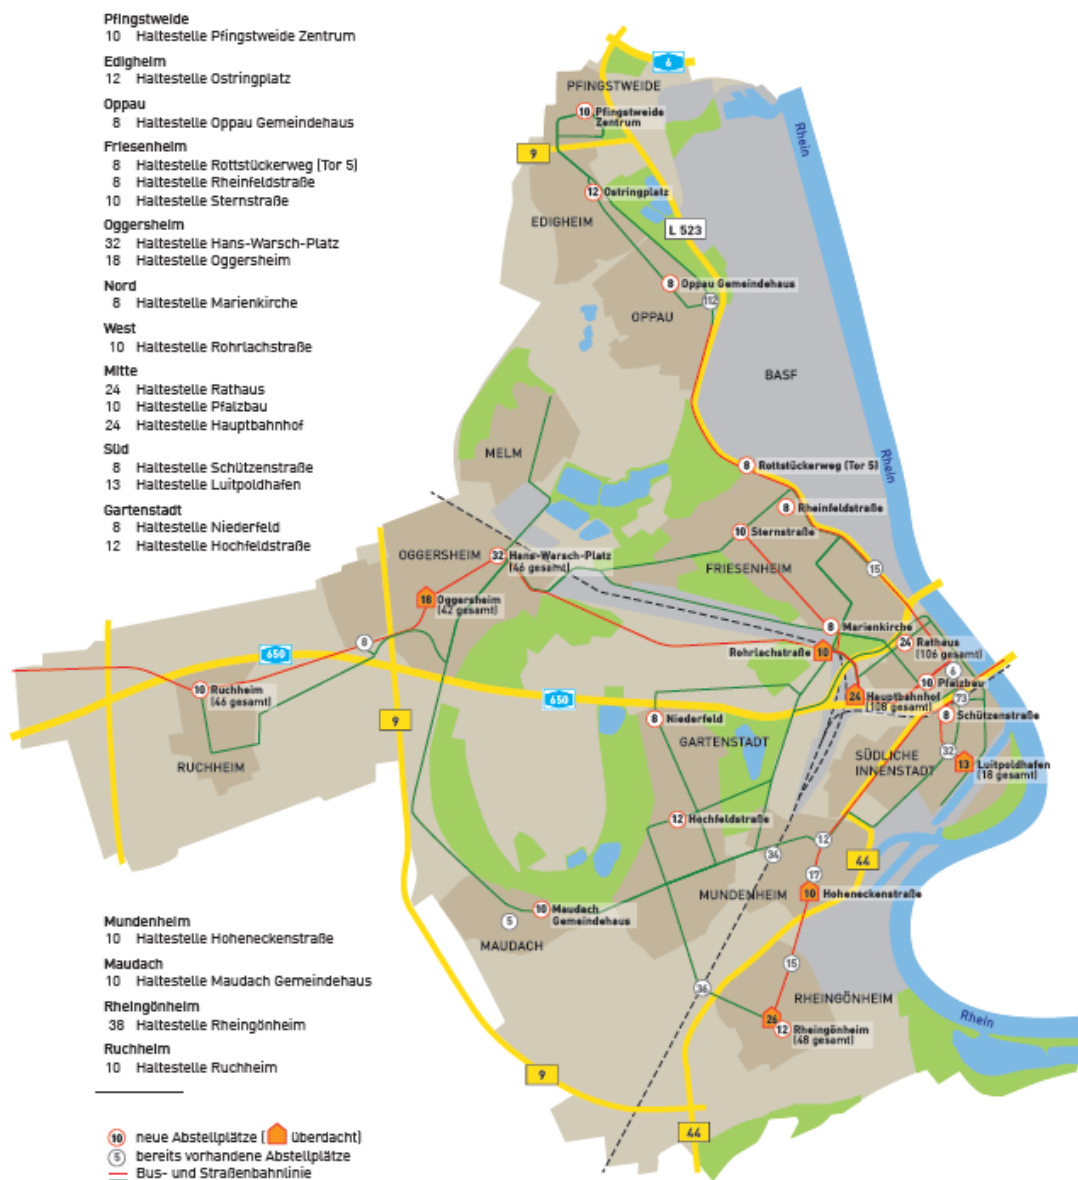 Pfingstweide
10 Haltestelle Pfingstweide Zentrum
Edigheim
12 Haltestelle Ostringplatz
Oppau
8 Haltestelle Oppau Gemeindehaus
Friesenheim
8 Haltestelle Rottstückerweg (Tor 5)
8 Haltestelle Rheinfeldstraße
10 Haltestelle Sternstraße
Oggersheim
32 Haltestelle Hans-Warsch-Platz
18 Haltestelle Oggersheim
Nord
8 Haltestelle Marienkirche
West
10 Haltestelle Rohrlachstraße
Mitte
24 Haltestelle Rathaus
10 Haltestelle Pfalzbau
24 Haltestelle Hauptbahnhof
Süd
8 Haltestelle Schützenstraße
13 Haltestelle Luitpoldhafen
Gartenstadt
8 Haltestelle Niederfeld
12 Haltestelle Hochfeldstraße
Mundenheim
10 Haltestelle Hoheneckenstraße
Maudach
10 Haltestelle Maudach Gemeindehaus
Rheingönheim
38 Haltestelle Rheingönheim
Ruchheim
10 Haltestelle Ruchheim
10 neue Abstellplätze ( überdacht)
5 bereits vorhandene Abstellplätze
Bus- und Straßenbahnlinie
6
PFINGSTWEIDE
10 Pfingstweide
Zentrum
Rhein
9
12 Ostringplatz
EDIGHEIM
L 523
8 Oppau Gemeindehaus
112
OPPAU
BASF
MELM
8 Rottstückerweg (Tor 5)
Rhein
8 Rheinfeldstraße
10 Sternstraße
OGGERSHEIM
32 Hans-Warsch-Platz
(46 gesamt)
FRIESENHEIM
15
18 Oggersheim
(42 gesamt)
8 Marienkirche
8
650
Rohrlachstraße 10
24 Rathaus
(106 gesamt)
6
10 Ruchheim
(46 gesamt)
10 Pfalzbau
650
24 Hauptbahnhof
(108 gesamt)
73
9
8 Niederfeld
8 Schützenstraße
GARTENSTADT
32
SÜDLICHE
INNENSTADT
13 Luitpoldhafen
(18 gesamt)
RUCHHEIM
12 Hochfeldstraße
12
34
44
17
MUNDENHEIM
10 Hoheneckenstraße
10 Maudach
Gemeindehaus
5
MAUDACH
15
36
RHEINGÖNHEIM
26
12 Rheingönheim
(48 gesamt)
Rhein
9
44